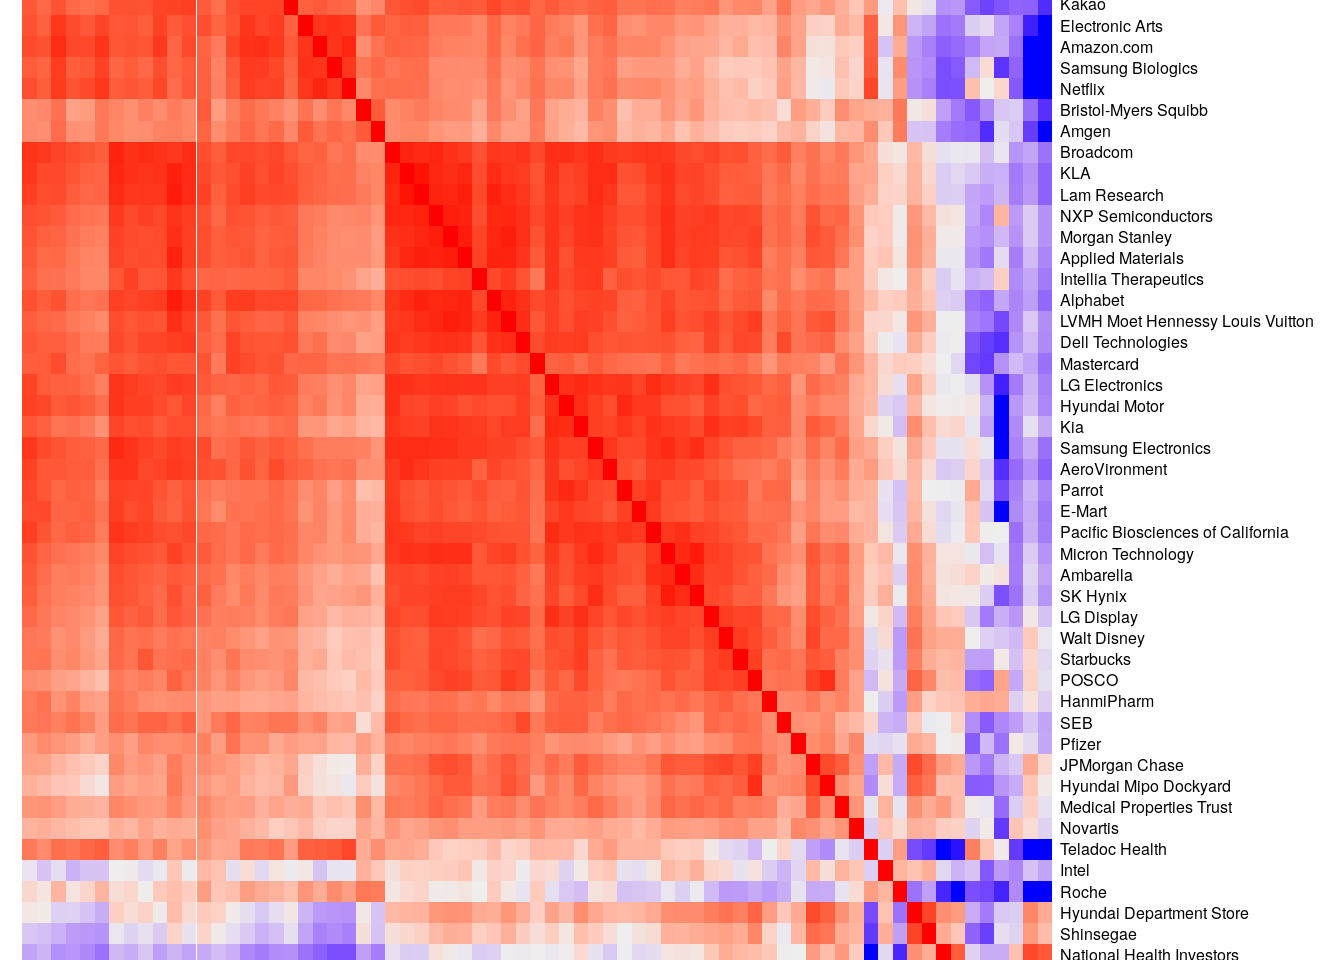 Kakao
Electronic Arts
Amazon.com
Samsung Biologics
Netflix
Bristol-Myers Squibb
Amgen
Broadcom
KLA
Lam Research
NXP Semiconductors
Morgan Stanley
Applied Materials
Intellia Therapeutics
Alphabet
LVMH Moet Hennessy Louis Vuitton
Dell Technologies
Mastercard
LG Electronics
Hyundai Motor
Kia
Samsung Electronics
AeroVironment
Parrot
E-Mart
Pacific Biosciences of California
Micron Technology
Ambarella
SK Hynix
LG Display
Walt Disney
Starbucks
POSCO
HanmiPharm
SEB
Pfizer
JPMorgan Chase
Hyundai Mipo Dockyard
Medical Properties Trust
Novartis
Teladoc Health
Intel
Roche
Hyundai Department Store
Shinsegae
National Health Investors